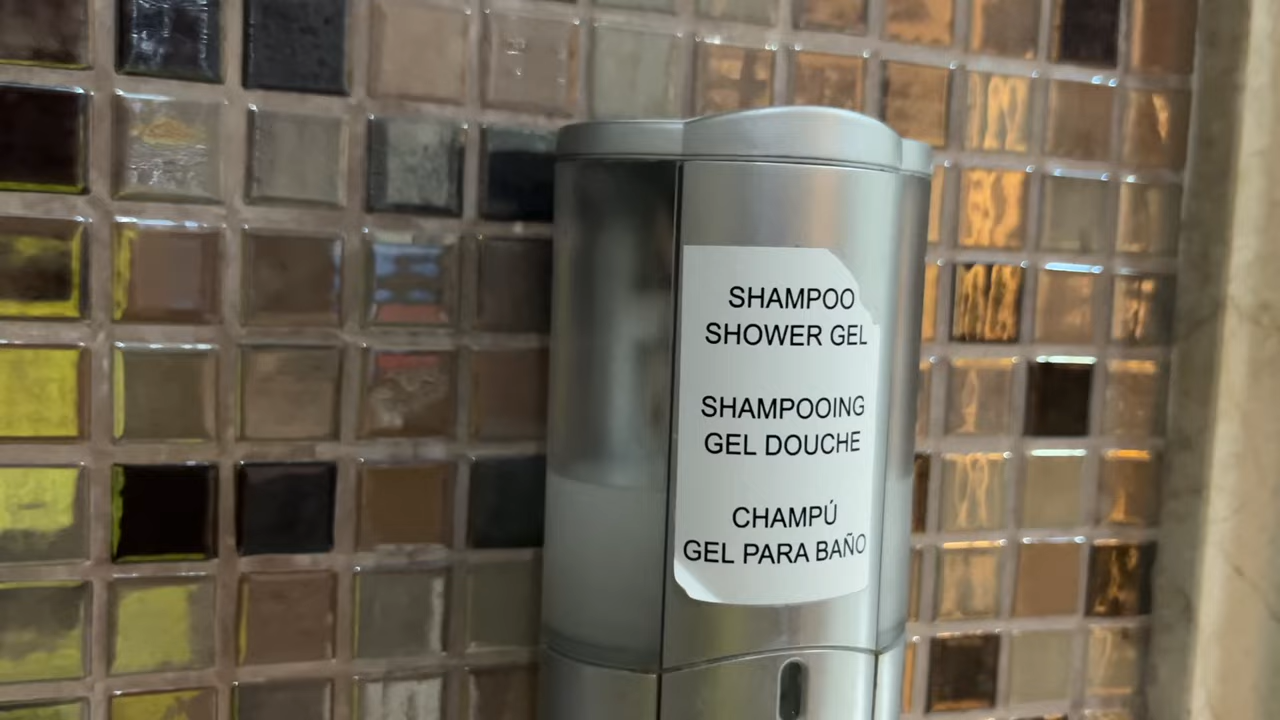 SHAMPOO
SHOWER GEL
SHAMPOOING
GEL DOUCHE
CHAMPÚ
GEL PARA BAÑO